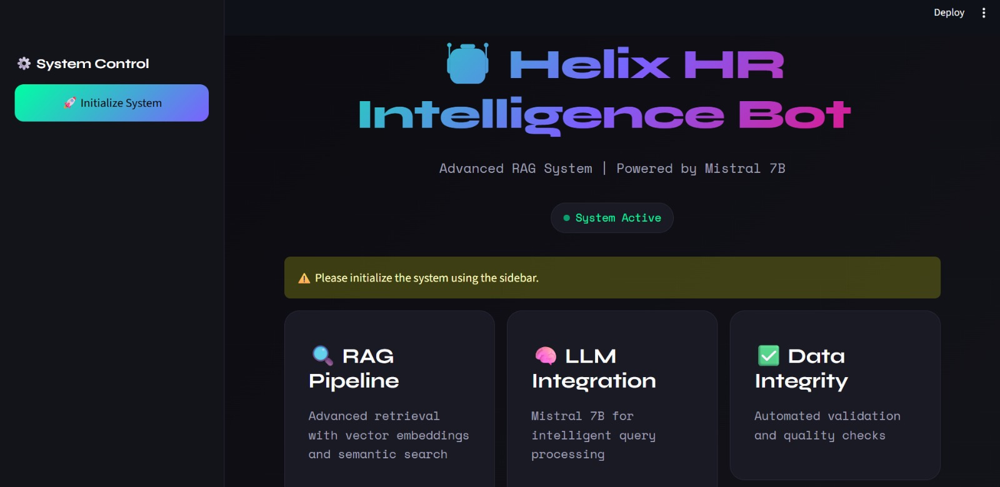 Deploy
⚙️ System Control
🚀 Initialize System
🤖 Helix HR
Intelligence Bot
Advanced RAG System | Powered by Mistral 7B
System Active
⚠️ Please initialize the system using the sidebar.
🔍 RAG
Pipeline
Advanced retrieval
with vector embeddings
and semantic search
🧠 LLM
Integration
Mistral 7B for
intelligent query
processing
✅ Data
Integrity
Automated validation
and quality checks